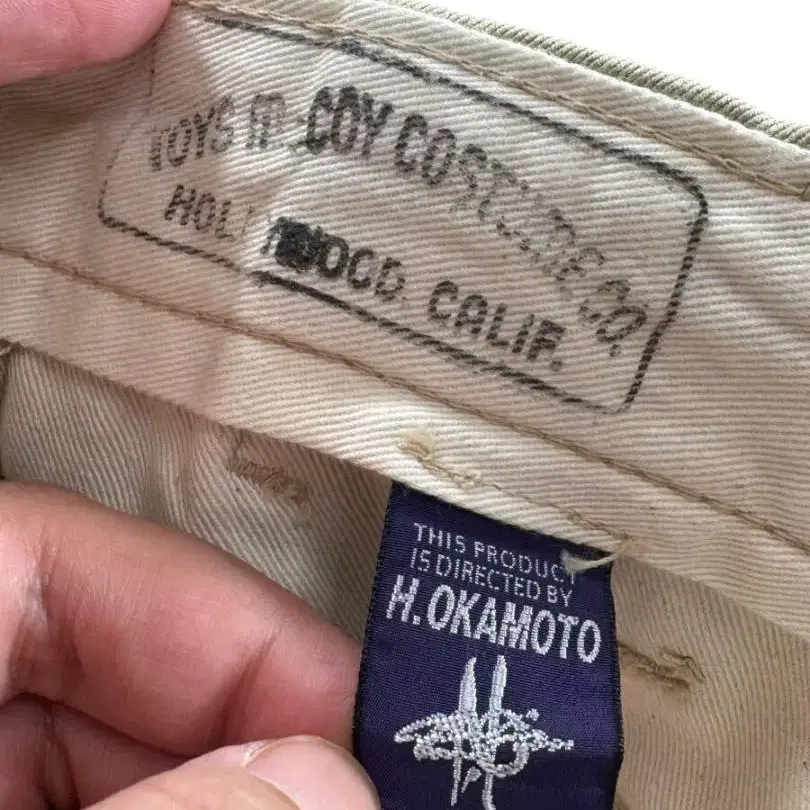 TOYS McCOY COSTUME CO.
HOLLYWOOD. CALIF.
THIS PRODUCT
IS DIRECTED BY
H.OKAMOTO